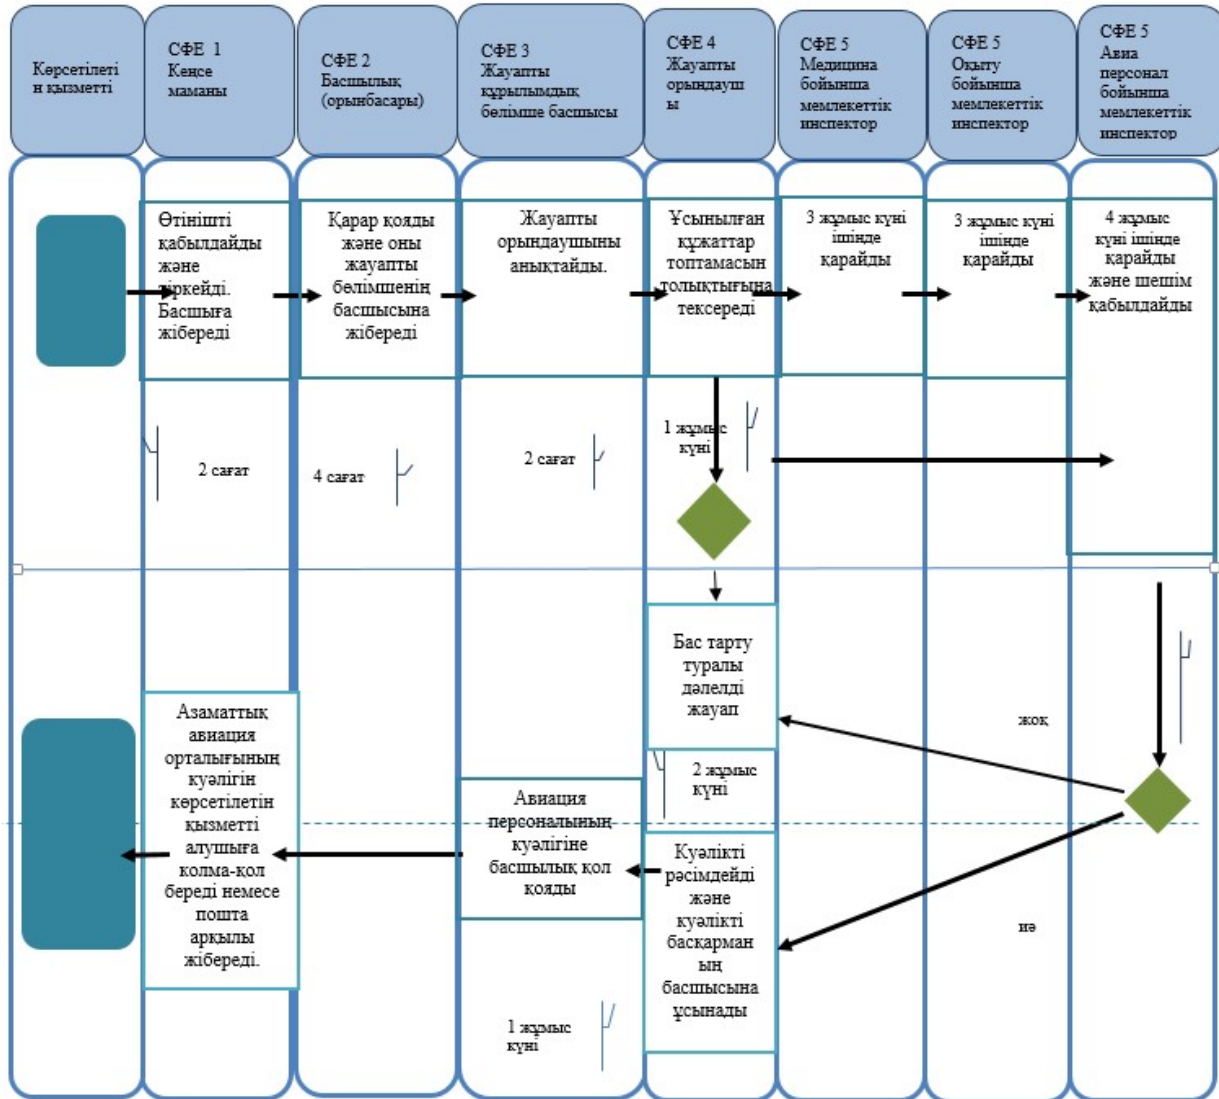 Көрсетілеті
н қызметті
СФЕ 1
Кеңсе
маманы
СФЕ 2
Басшылық
(орынбасары)
СФЕ 3
Жауапты
құрылымдық
бөлімше басшысы
СФЕ 4
Жауапты
орындауш
ы
СФЕ 5
Медицина
бойынша
мемлекеттік
инспектор
СФЕ 5
Оқыту
бойынша
мемлекеттік
инспектор
СФЕ 5
Авиа
персонал
бойынша
мемлекеттік
инспектор
Өтінішті
қабылдайды
және
тіркейді.
Басшыға
жібереді
Қарар қояды
және оны
жауапты
бөлімшенің
басшысына
жібереді
Жауапты
орындаушыны
анықтайды.
Ұсынылған
құжаттар
топтамасын
толықтығына
тексереді
3 жұмыс күні
ішінде
қарайды
3 жұмыс күні
ішінде
қарайды
4 жұмыс
күні ішінде
қарайды
және шешім
қабылдайды
2 сағат
4 сағат
2 сағат
1 жұмыс
күні
Бас тарту
туралы
дәлелді
жауап
жоқ
2 жұмыс
күні
Азаматтық
авиация
орталығының
куәлігін
көрсетілетін
қызметті
алушыға
колма-қол
береді немесе
пошта
арқылы
жібереді.
Авиация
персоналының
куәлігіне
басшылық қол
қояды
Куәлікті
рәсімдейді
және
куәлікті
басқарман
ың
басшысына
ұсынады
иә
1 жұмыс
күні